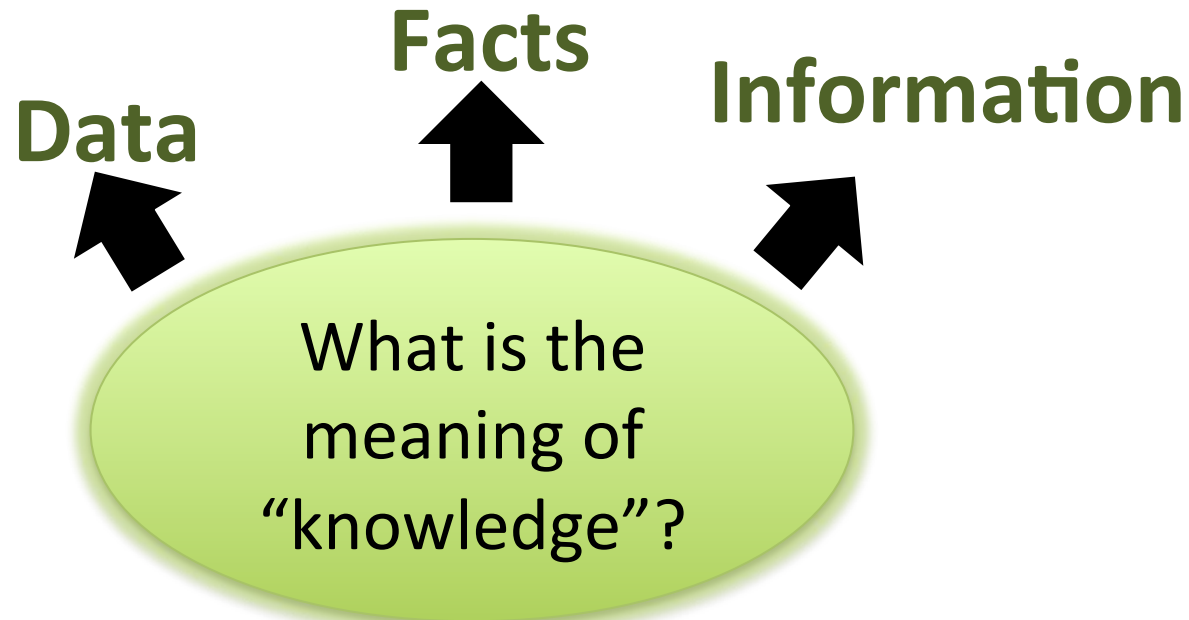 Facts
Information
Data
What is the
meaning of
“knowledge”?